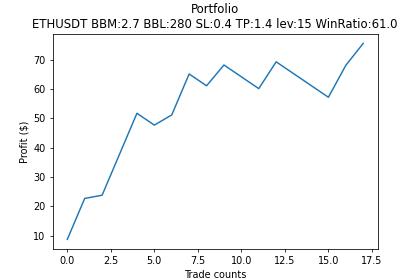 Portfolio
ETHUSDT BBM:2.7 BBL:280 SL:0.4 TP:1.4 lev:15 WinRatio:61.0
70
60
50
40
30
20
10
Profit ($)
0.0 2.5 5.0 7.5 10.0 12.5 15.0 17.5
Trade counts